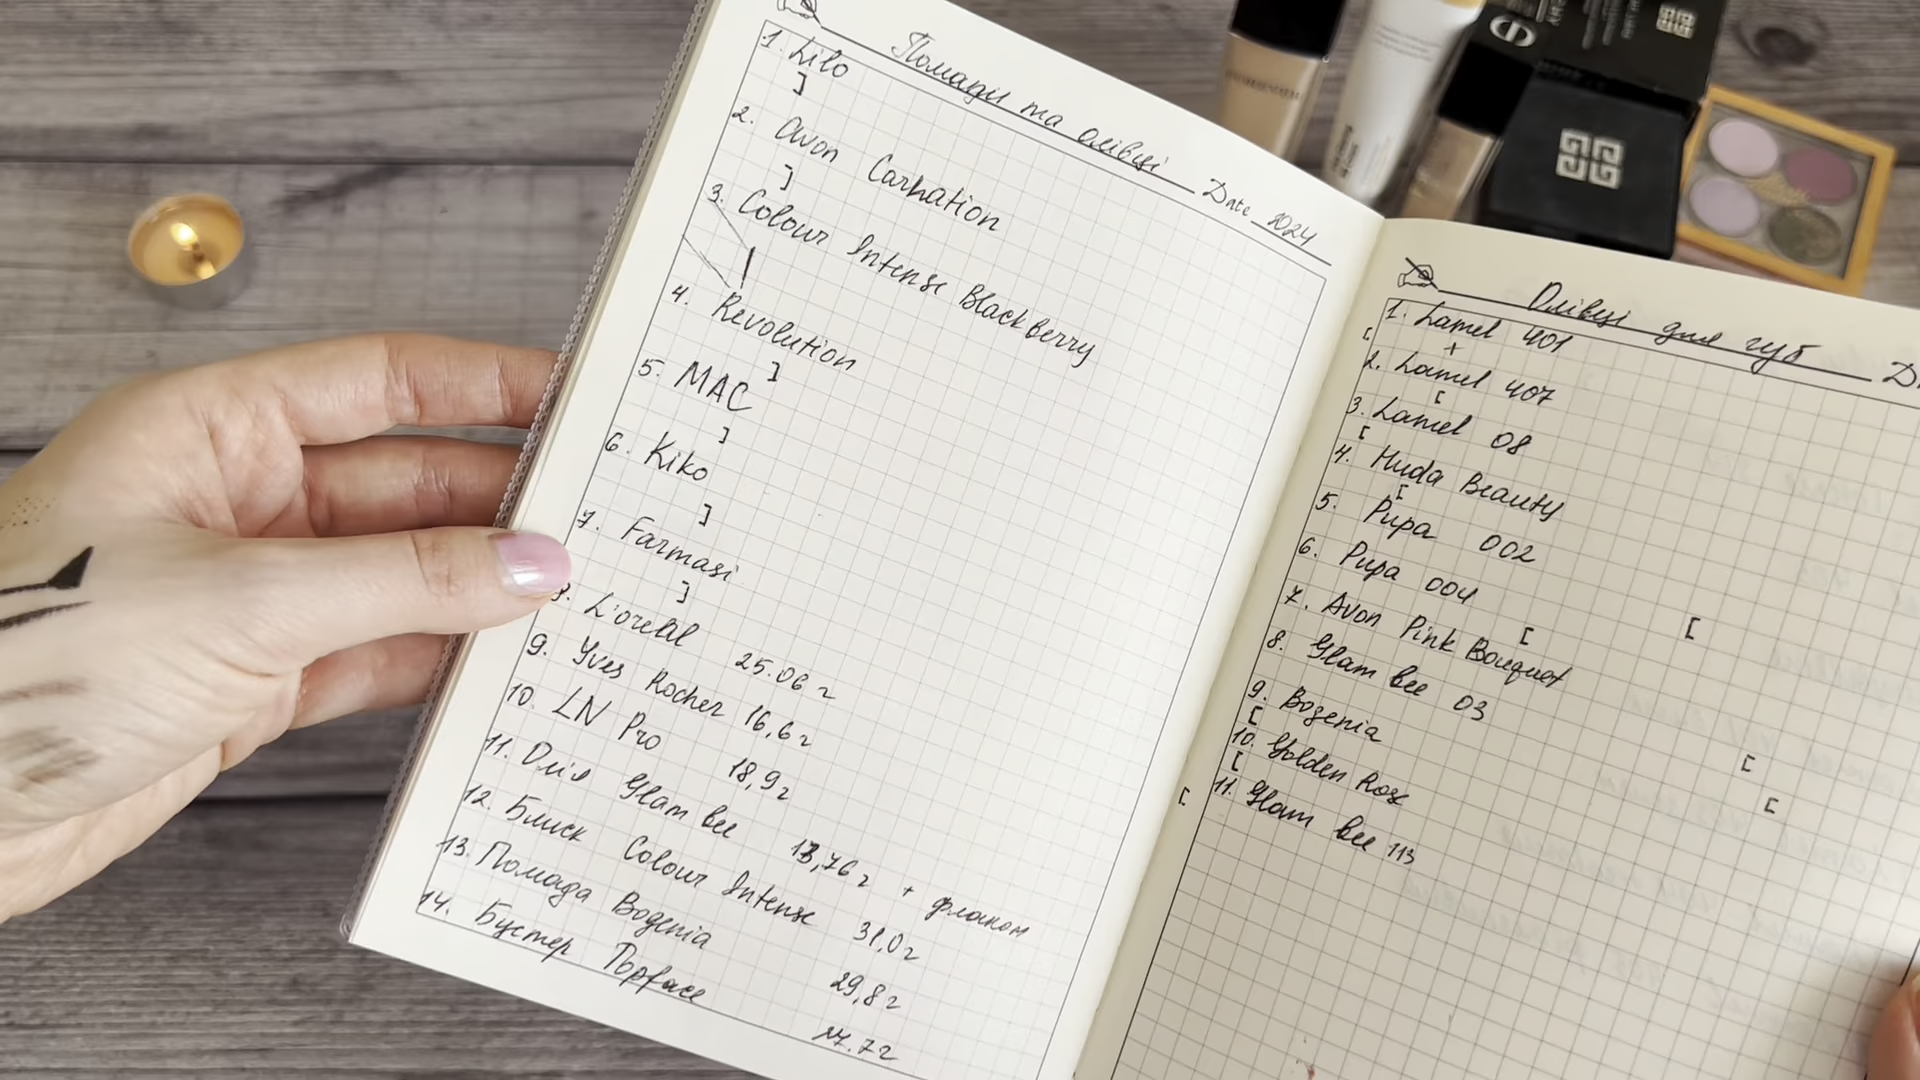 Помади та олівці Date 2024
1. Lilo
2. Avon Carnation
3. Colour Intense Blackberry
4. Revolution
5. MAC
6. Kiko
7. Farmasi
8. L'oreal 25.06 г
9. Yves Rocher 16,6 г
10. LN Pro 18,9 г
11. Олія Glam bee 13,76 г + флакон
12. Блиск Colour Intense 31,0 г
13. Помада Bogenia 29,8 г
14. Бустер Topface 7 г
Олівці для губ
1. Lamel 401
2. Lamel 407
3. Lamel 08
4. Huda Beauty
5. Pupa 002
6. Pupa 004
7. Avon Pink Bouquet
8. Glam bee 03
9. Bogenia
10. Golden Rose
11. Glam bee 113